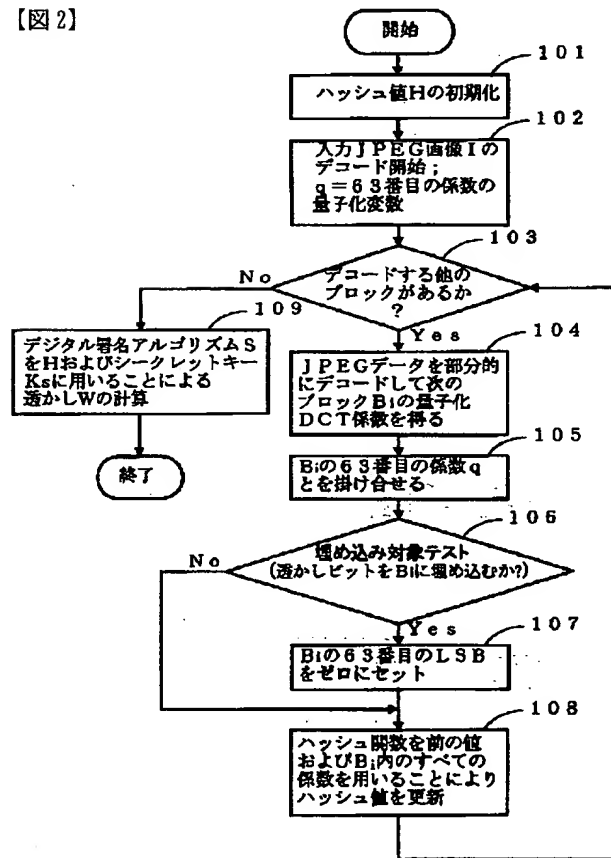 【図2】
開始
101
ハッシュ値Hの初期化
102
入力JPEG画像Iの
デコード開始;
q=63番目の係数の
量子化変数
103
デコードする他の
ブロックがあるか
?
No
Yes
109
デジタル署名アルゴリズムS
をHおよびシークレットキー
Ksに用いることによる
透かしWの計算
終了
104
JPEGデータを部分的
にデコードして次の
ブロックBiの量子化
DCT係数を得る
105
Biの63番目の係数q
とを掛け合せる
106
埋め込み対象テスト
(透かしビットをBiに埋め込むか?)
No
Yes
107
Biの63番目のLSB
をゼロにセット
108
ハッシュ関数を前の値
およびBi内のすべての
係数を用いることにより
ハッシュ値を更新